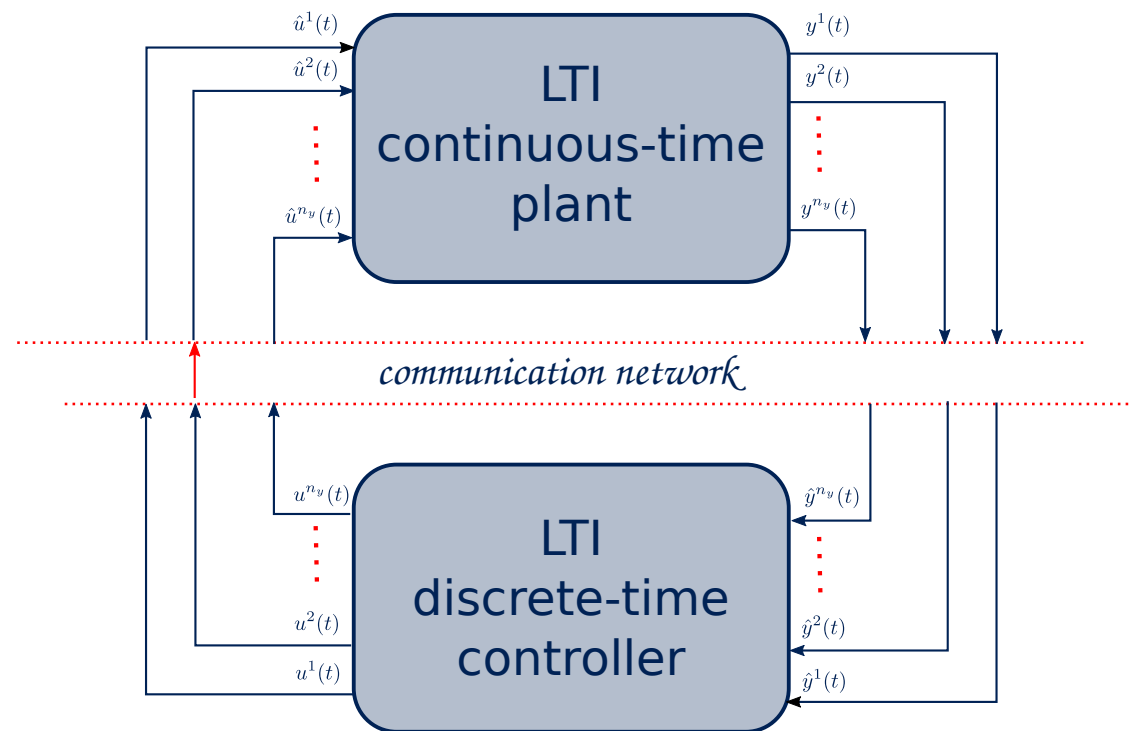 û¹(t)
y¹(t)
û²(t)
y²(t)
LTI
continuous-time
plant
û^{n_y}(t)
y^{n_y}(t)
communication network
u^{n_y}(t)
ŷ^{n_y}(t)
LTI
discrete-time
controller
u²(t)
ŷ²(t)
u¹(t)
ŷ¹(t)